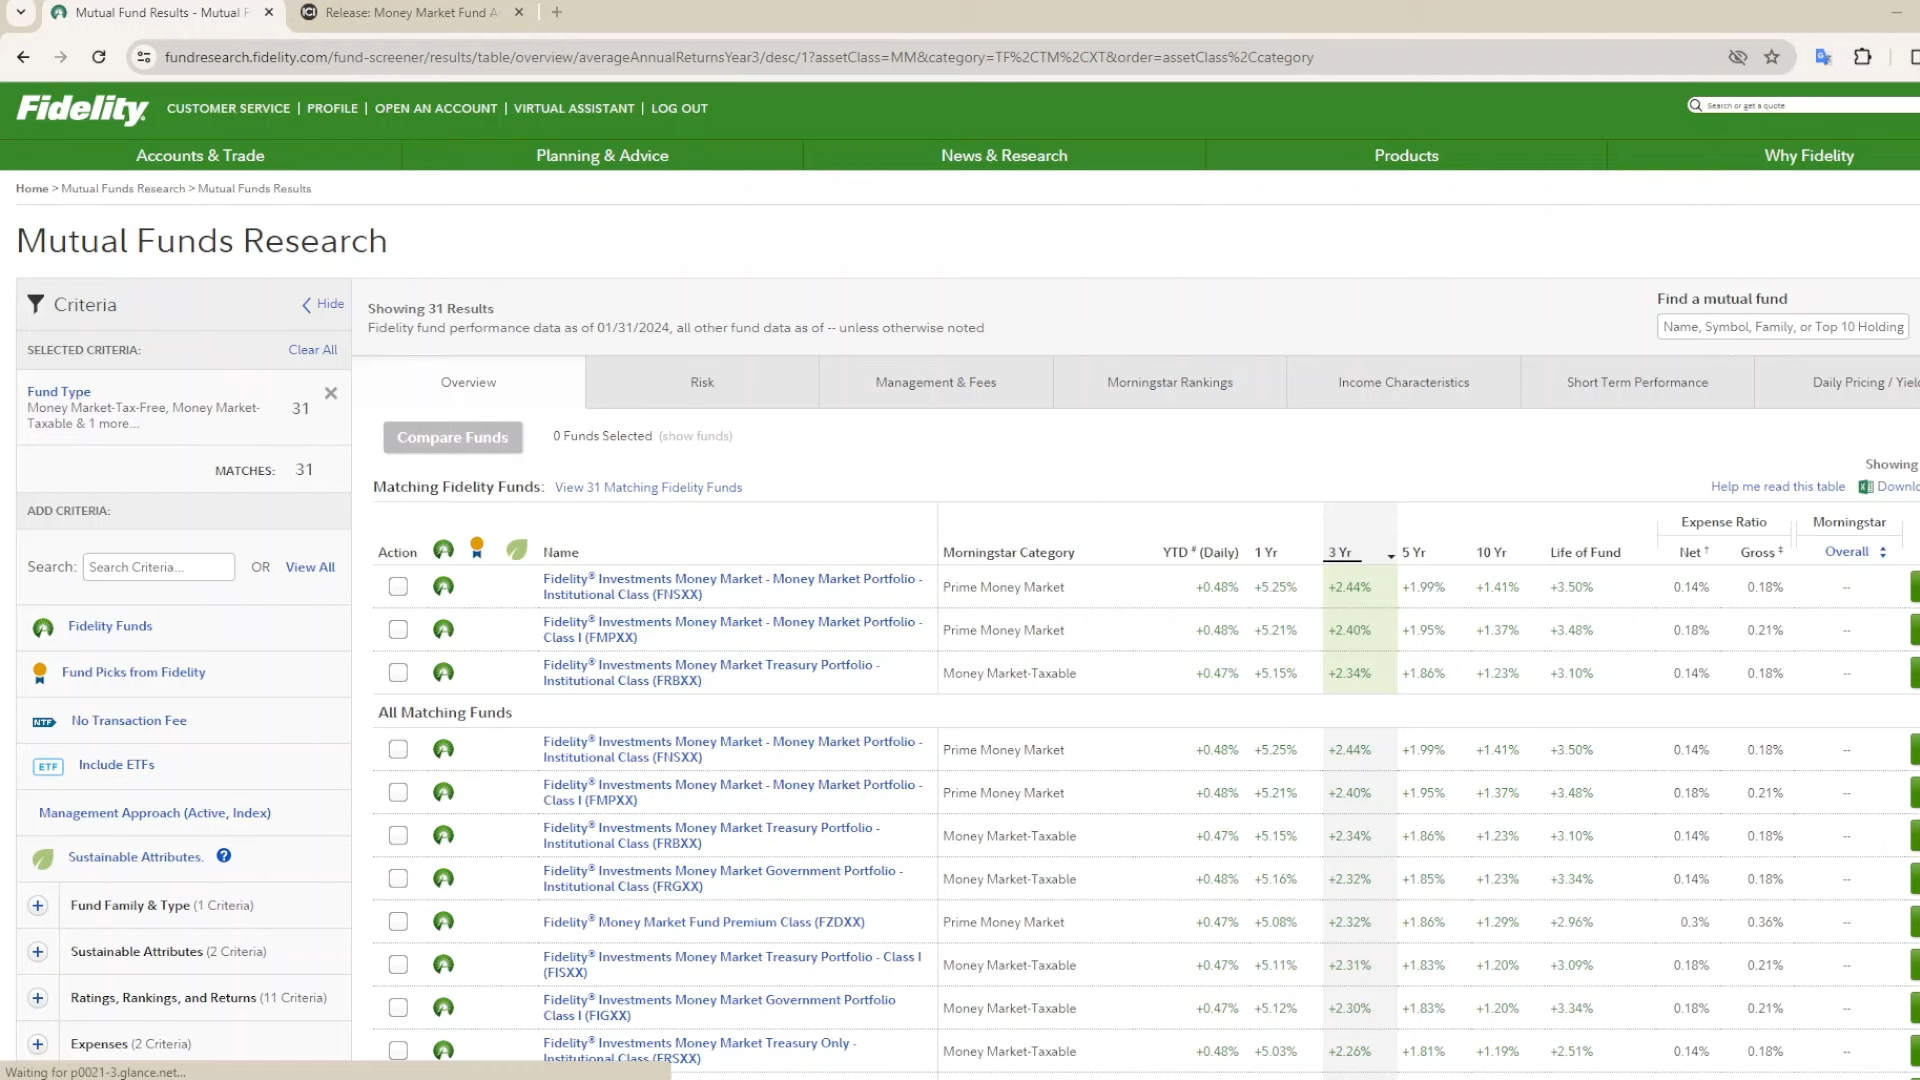 Mutual Fund Results - Mutual F
Release: Money Market Fund A
fundresearch.fidelity.com/fund-screener/results/table/overview/averageAnnualReturnsYear3/desc/1?assetClass=MM&category=TF%2CTM%2CXT&order=assetClass%2Ccategory
Fidelity
CUSTOMER SERVICE | PROFILE | OPEN AN ACCOUNT | VIRTUAL ASSISTANT | LOG OUT
Search or get a quote
Accounts & Trade Planning & Advice News & Research Products Why Fidelity
Home > Mutual Funds Research > Mutual Funds Results
Mutual Funds Research
Criteria
Hide
SELECTED CRITERIA:
Clear All
Fund Type
Money Market-Tax-Free, Money Market-
Taxable & 1 more...
31
MATCHES: 31
ADD CRITERIA:
Search: Search Criteria... OR View All
Fidelity Funds
Fund Picks from Fidelity
NTF No Transaction Fee
ETF Include ETFs
Management Approach (Active, Index)
Sustainable Attributes. ?
Fund Family & Type (1 Criteria)
Sustainable Attributes (2 Criteria)
Ratings, Rankings, and Returns (11 Criteria)
Expenses (2 Criteria)
Waiting for p0021-3.glance.net...
Showing 31 Results
Fidelity fund performance data as of 01/31/2024, all other fund data as of -- unless otherwise noted
Find a mutual fund
Name, Symbol, Family, or Top 10 Holding
Overview Risk Management & Fees Morningstar Rankings Income Characteristics Short Term Performance Daily Pricing / Yiel
Compare Funds 0 Funds Selected (show funds)
Showing
Matching Fidelity Funds: View 31 Matching Fidelity Funds
Help me read this table Downlo
Expense Ratio Morningstar
Action Name Morningstar Category YTD # (Daily) 1 Yr 3 Yr 5 Yr 10 Yr Life of Fund Net † Gross ‡ Overall
Fidelity® Investments Money Market - Money Market Portfolio -
Institutional Class (FNSXX)
Prime Money Market +0.48% +5.25% +2.44% +1.99% +1.41% +3.50% 0.14% 0.18% --
Fidelity® Investments Money Market - Money Market Portfolio -
Class I (FMPXX)
Prime Money Market +0.48% +5.21% +2.40% +1.95% +1.37% +3.48% 0.18% 0.21% --
Fidelity® Investments Money Market Treasury Portfolio -
Institutional Class (FRBXX)
Money Market-Taxable +0.47% +5.15% +2.34% +1.86% +1.23% +3.10% 0.14% 0.18% --
All Matching Funds
Fidelity® Investments Money Market - Money Market Portfolio -
Institutional Class (FNSXX)
Prime Money Market +0.48% +5.25% +2.44% +1.99% +1.41% +3.50% 0.14% 0.18% --
Fidelity® Investments Money Market - Money Market Portfolio -
Class I (FMPXX)
Prime Money Market +0.48% +5.21% +2.40% +1.95% +1.37% +3.48% 0.18% 0.21% --
Fidelity® Investments Money Market Treasury Portfolio -
Institutional Class (FRBXX)
Money Market-Taxable +0.47% +5.15% +2.34% +1.86% +1.23% +3.10% 0.14% 0.18% --
Fidelity® Investments Money Market Government Portfolio -
Institutional Class (FRGXX)
Money Market-Taxable +0.48% +5.16% +2.32% +1.85% +1.23% +3.34% 0.14% 0.18% --
Fidelity® Money Market Fund Premium Class (FZDXX)
Prime Money Market +0.47% +5.08% +2.32% +1.86% +1.29% +2.96% 0.3% 0.36% --
Fidelity® Investments Money Market Treasury Portfolio - Class I
(FISXX)
Money Market-Taxable +0.47% +5.11% +2.31% +1.83% +1.20% +3.09% 0.18% 0.21% --
Fidelity® Investments Money Market Government Portfolio
Class I (FIGXX)
Money Market-Taxable +0.47% +5.12% +2.30% +1.83% +1.20% +3.34% 0.18% 0.21% --
Fidelity® Investments Money Market Treasury Only -
Institutional Class (FRSXX)
Money Market-Taxable +0.48% +5.03% +2.26% +1.81% +1.19% +2.51% 0.14% 0.18% --